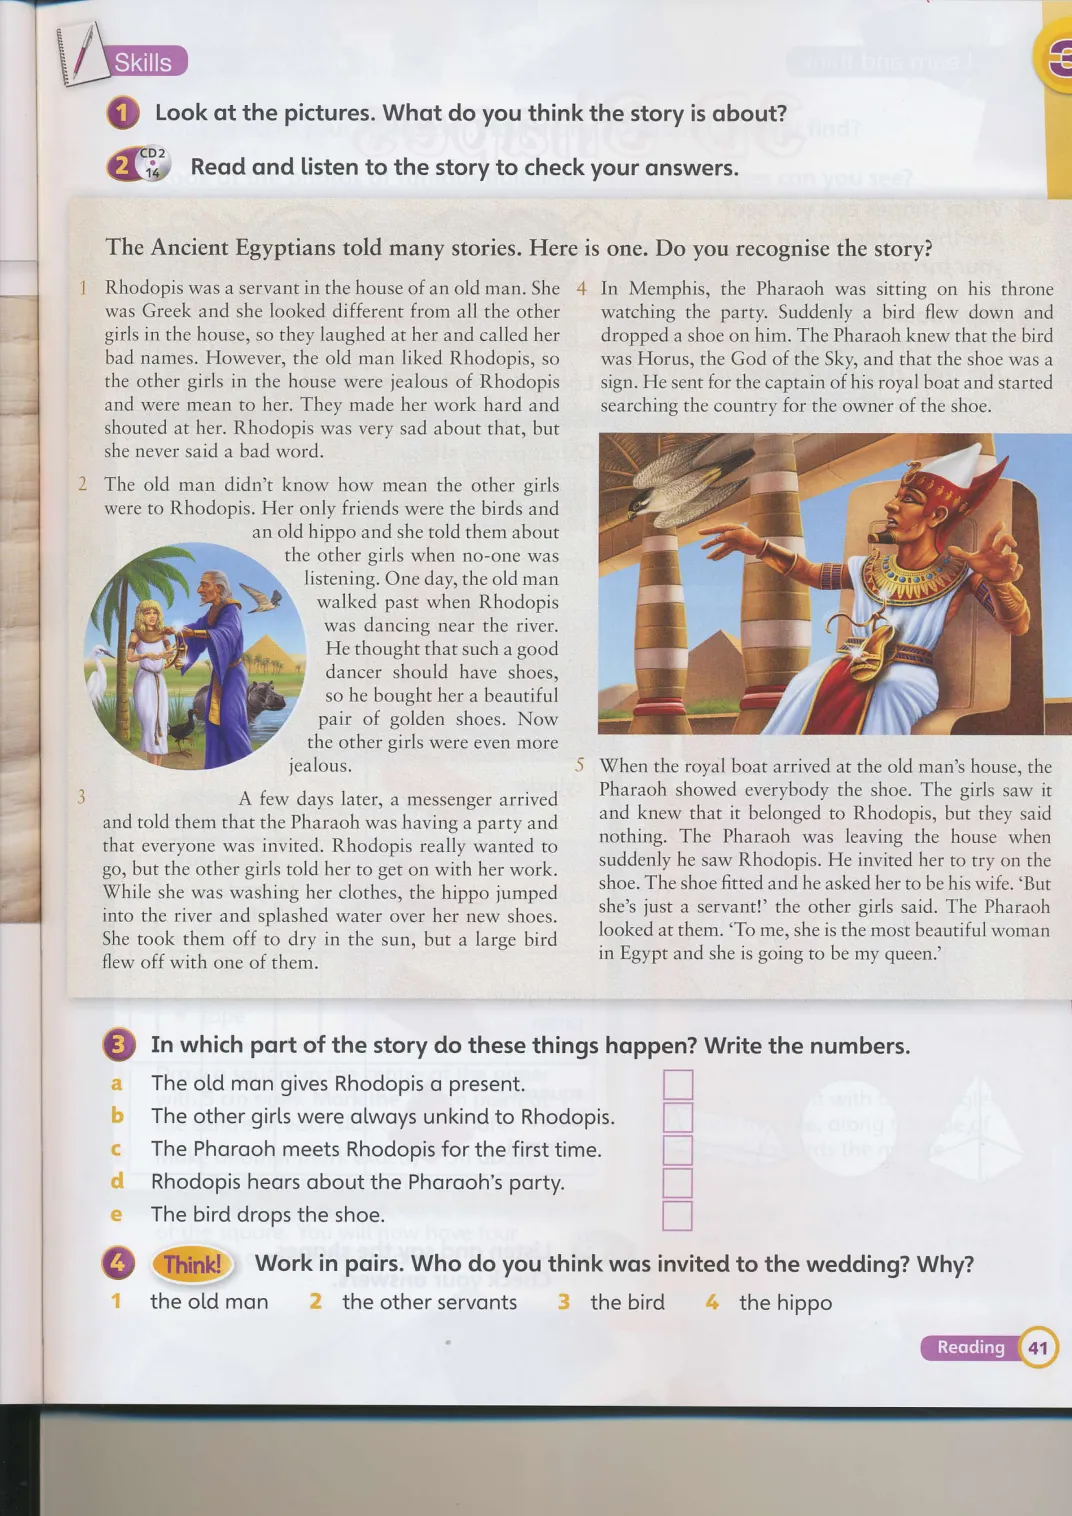 Skills
3
1 Look at the pictures. What do you think the story is about?
2 CD2 14 Read and listen to the story to check your answers.
The Ancient Egyptians told many stories. Here is one. Do you recognise the story?
1 Rhodopis was a servant in the house of an old man. She
was Greek and she looked different from all the other
girls in the house, so they laughed at her and called her
bad names. However, the old man liked Rhodopis, so
the other girls in the house were jealous of Rhodopis
and were mean to her. They made her work hard and
shouted at her. Rhodopis was very sad about that, but
she never said a bad word.
2 The old man didn't know how mean the other girls
were to Rhodopis. Her only friends were the birds and
an old hippo and she told them about
the other girls when no-one was
listening. One day, the old man
walked past when Rhodopis
was dancing near the river.
He thought that such a good
dancer should have shoes,
so he bought her a beautiful
pair of golden shoes. Now
the other girls were even more
jealous.
3 A few days later, a messenger arrived
and told them that the Pharaoh was having a party and
that everyone was invited. Rhodopis really wanted to
go, but the other girls told her to get on with her work.
While she was washing her clothes, the hippo jumped
into the river and splashed water over her new shoes.
She took them off to dry in the sun, but a large bird
flew off with one of them.
4 In Memphis, the Pharaoh was sitting on his throne
watching the party. Suddenly a bird flew down and
dropped a shoe on him. The Pharaoh knew that the bird
was Horus, the God of the Sky, and that the shoe was a
sign. He sent for the captain of his royal boat and started
searching the country for the owner of the shoe.
5 When the royal boat arrived at the old man's house, the
Pharaoh showed everybody the shoe. The girls saw it
and knew that it belonged to Rhodopis, but they said
nothing. The Pharaoh was leaving the house when
suddenly he saw Rhodopis. He invited her to try on the
shoe. The shoe fitted and he asked her to be his wife. 'But
she's just a servant!' the other girls said. The Pharaoh
looked at them. 'To me, she is the most beautiful woman
in Egypt and she is going to be my queen.'
3 In which part of the story do these things happen? Write the numbers.
a The old man gives Rhodopis a present.
b The other girls were always unkind to Rhodopis.
c The Pharaoh meets Rhodopis for the first time.
d Rhodopis hears about the Pharaoh's party.
e The bird drops the shoe.
4 Think! Work in pairs. Who do you think was invited to the wedding? Why?
1 the old man 2 the other servants 3 the bird 4 the hippo
Reading 41